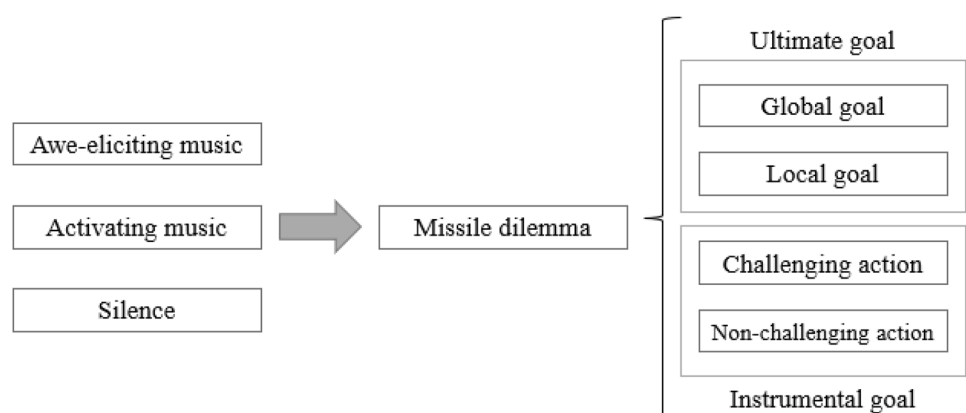 Awe-eliciting music
Activating music
Silence
Missile dilemma
Ultimate goal
Global goal
Local goal
Challenging action
Non-challenging action
Instrumental goal